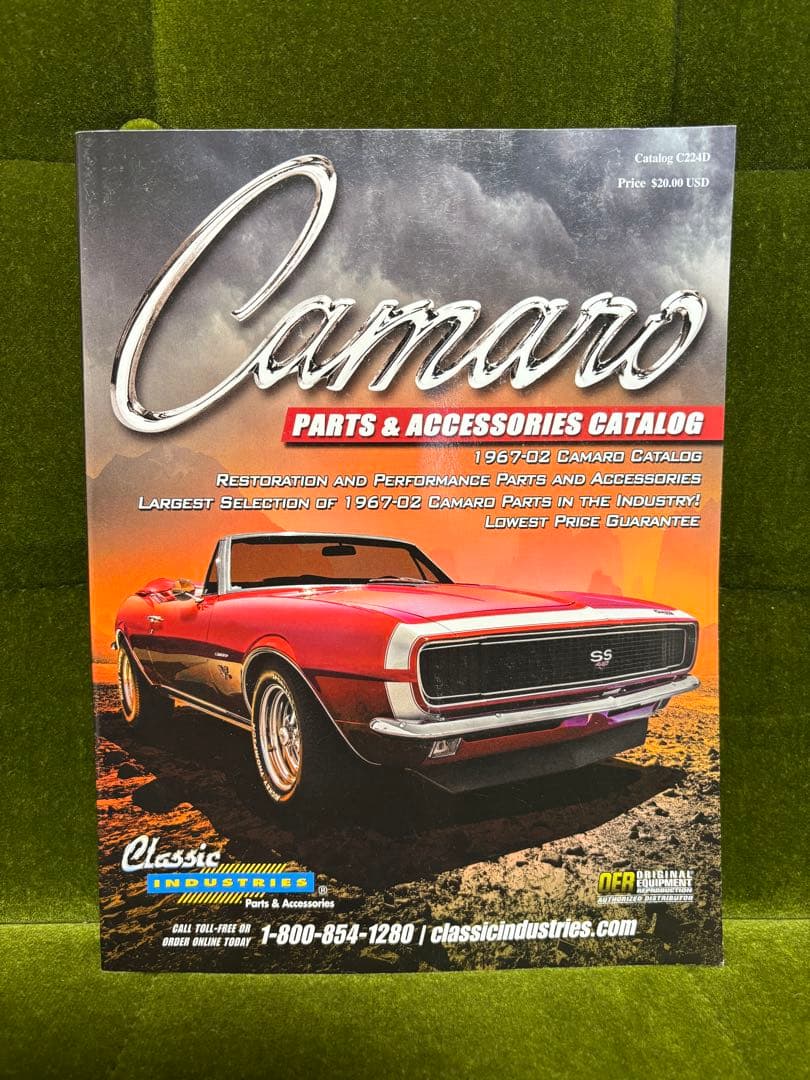 Catalog C224D
Price $20.00 USD
Camaro
PARTS & ACCESSORIES CATALOG
1967-02 CAMARO CATALOG
RESTORATION AND PERFORMANCE PARTS AND ACCESSORIES
LARGEST SELECTION OF 1967-02 CAMARO PARTS IN THE INDUSTRY!
LOWEST PRICE GUARANTEE
SS
Classic
INDUSTRIES®
Parts & Accessories
OER ORIGINAL
EQUIPMENT
REPRODUCTION
AUTHORIZED DISTRIBUTOR
CALL TOLL-FREE OR
ORDER ONLINE TODAY
1-800-854-1280 / classicindustries.com